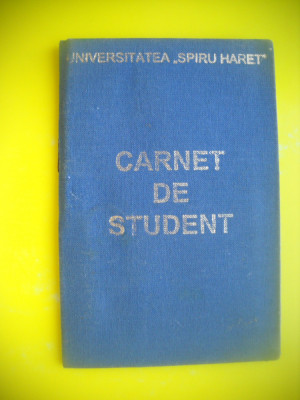 UNIVERSITATEA „SPIRU HARET"
CARNET
DE
STUDENT